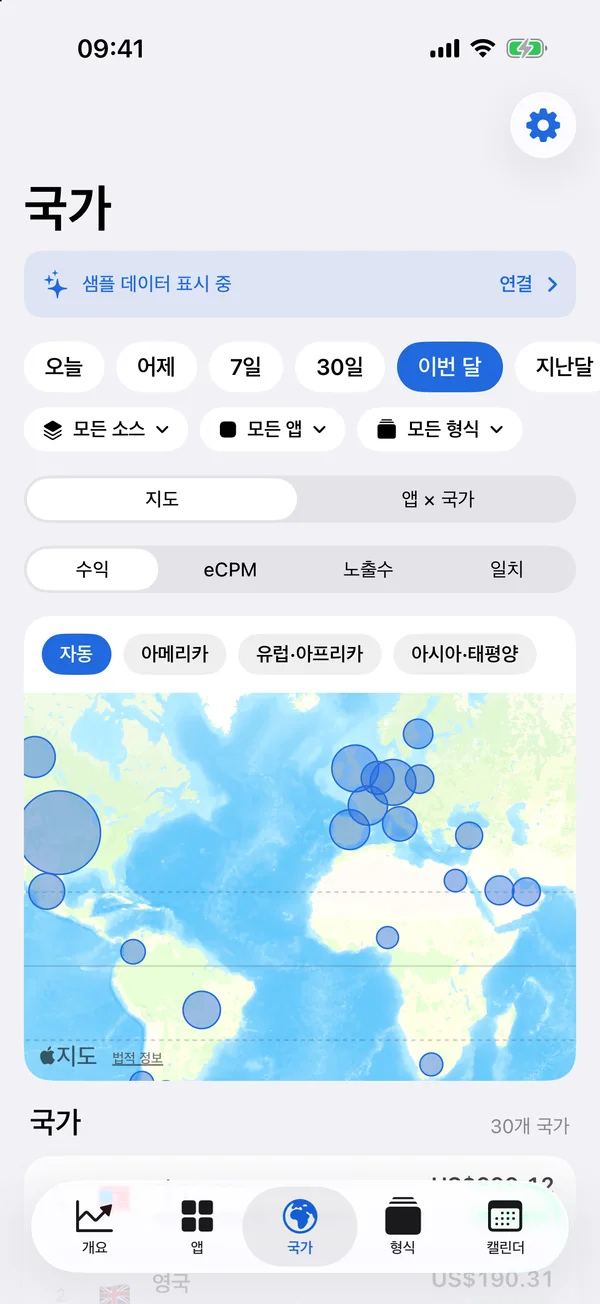 09:41
국가
샘플 데이터 표시 중 연결
오늘 어제 7일 30일 이번 달 지난달
모든 소스 모든 앱 모든 형식
지도 앱 × 국가
수익 eCPM 노출수 일치
자동 아메리카 유럽·아프리카 아시아·태평양
지도 법적 정보
국가 30개 국가
개요 앱 국가 형식 캘린더
2 영국 US$190.31